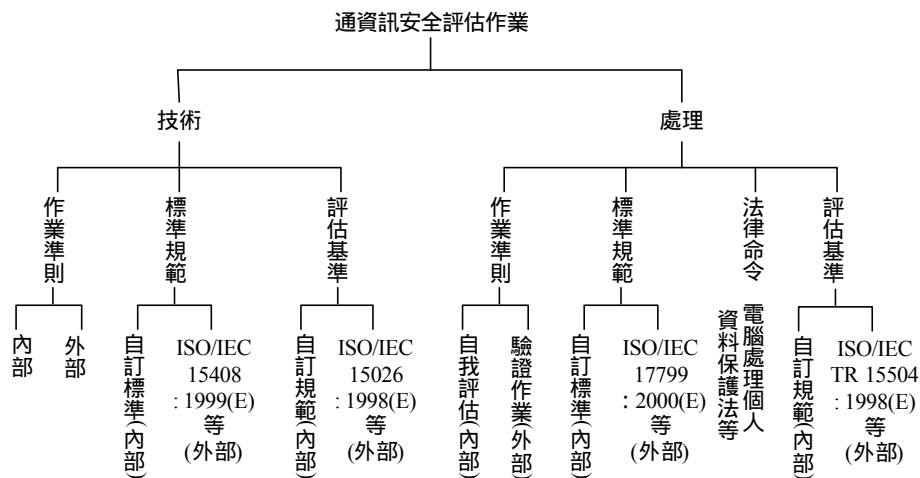 通資訊安全評估作業
技術
處理
作業準則
標準規範
評估基準
作業準則
標準規範
法律命令
評估基準
內部
外部
自訂標準(內部)
ISO/IEC
15408
: 1999(E)
等
(外部)
自訂規範(內部)
ISO/IEC
15026
: 1998(E)
等
(外部)
自我評估(內部)
驗證作業(外部)
自訂標準(內部)
ISO/IEC
17799
：2000(E)
等
(外部)
電腦處理個人
資料保護法等
自訂規範(內部)
ISO/IEC
TR 15504
: 1998(E)
等
(外部)